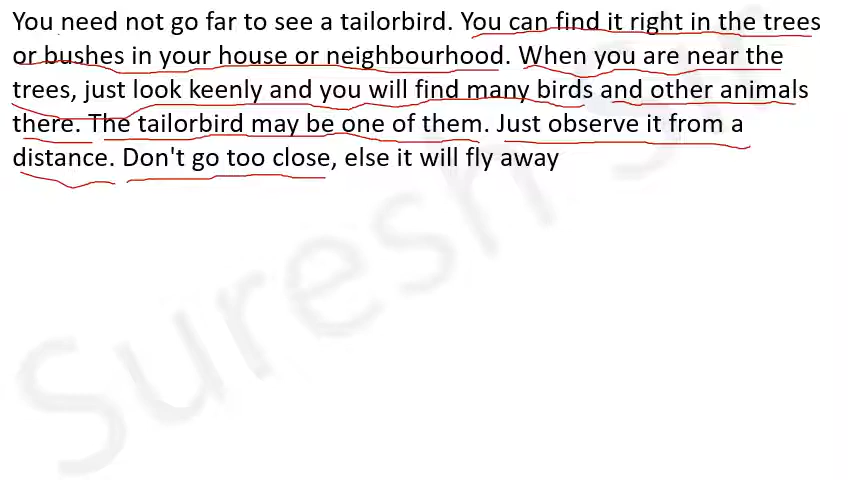 You need not go far to see a tailorbird. You can find it right in the trees
or bushes in your house or neighbourhood. When you are near the
trees, just look keenly and you will find many birds and other animals
there. The tailorbird may be one of them. Just observe it from a
distance. Don't go too close, else it will fly away
Suresh Sir